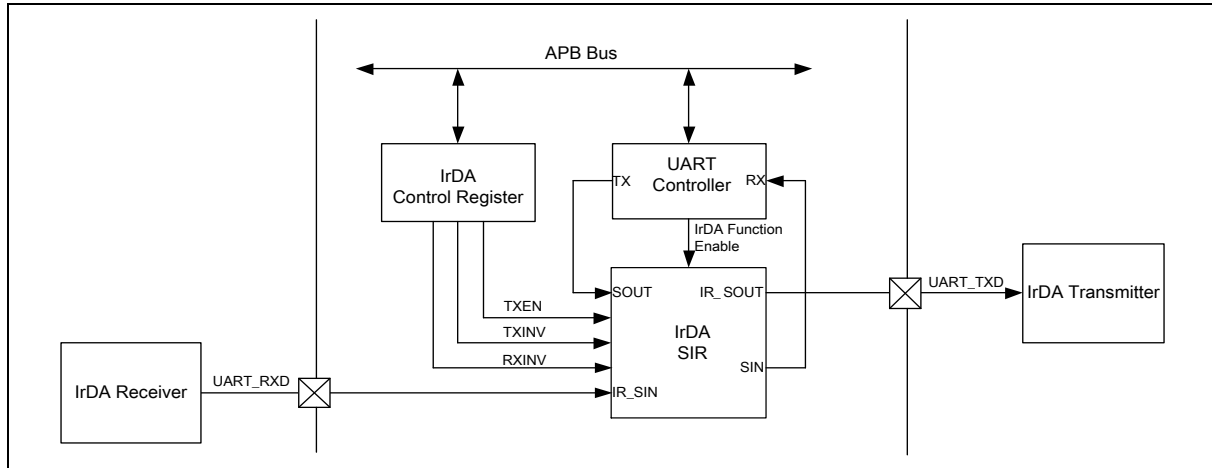 APB Bus
IrDA
Control Register
UART
Controller
TX
RX
IrDA Function
Enable
SOUT
IR_SOUT
UART_TXD
IrDA Transmitter
TXEN
TXINV
IrDA
SIR
RXINV
SIN
IrDA Receiver
UART_RXD
IR_SIN